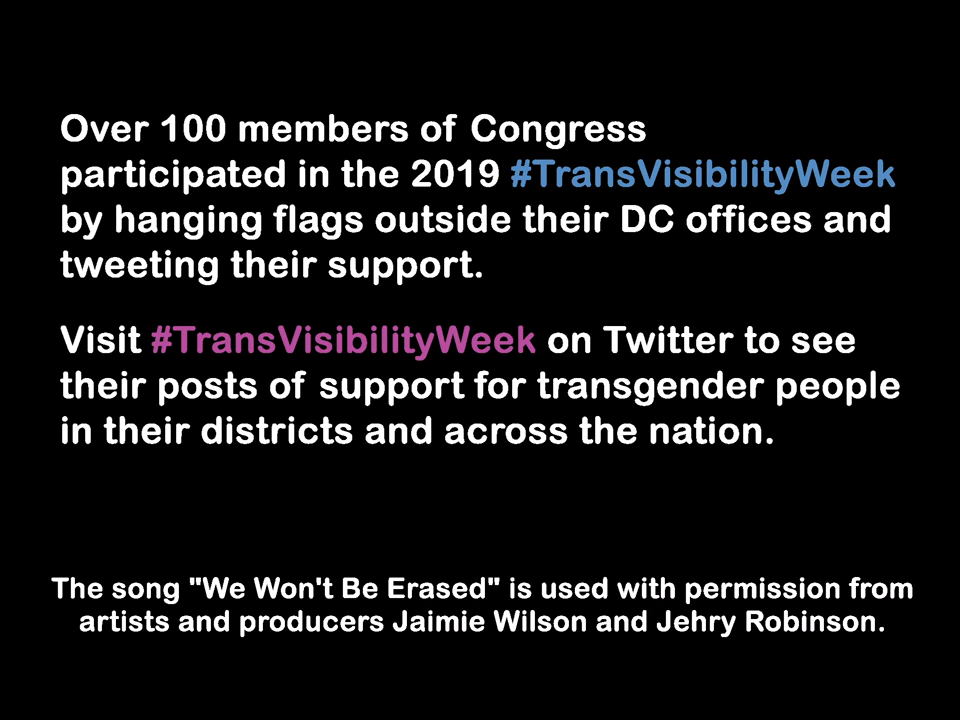 Over 100 members of Congress
participated in the 2019 #TransVisibilityWeek
by hanging flags outside their DC offices and
tweeting their support.
Visit #TransVisibilityWeek on Twitter to see
their posts of support for transgender people
in their districts and across the nation.
The song "We Won't Be Erased" is used with permission from
artists and producers Jaimie Wilson and Jehry Robinson.